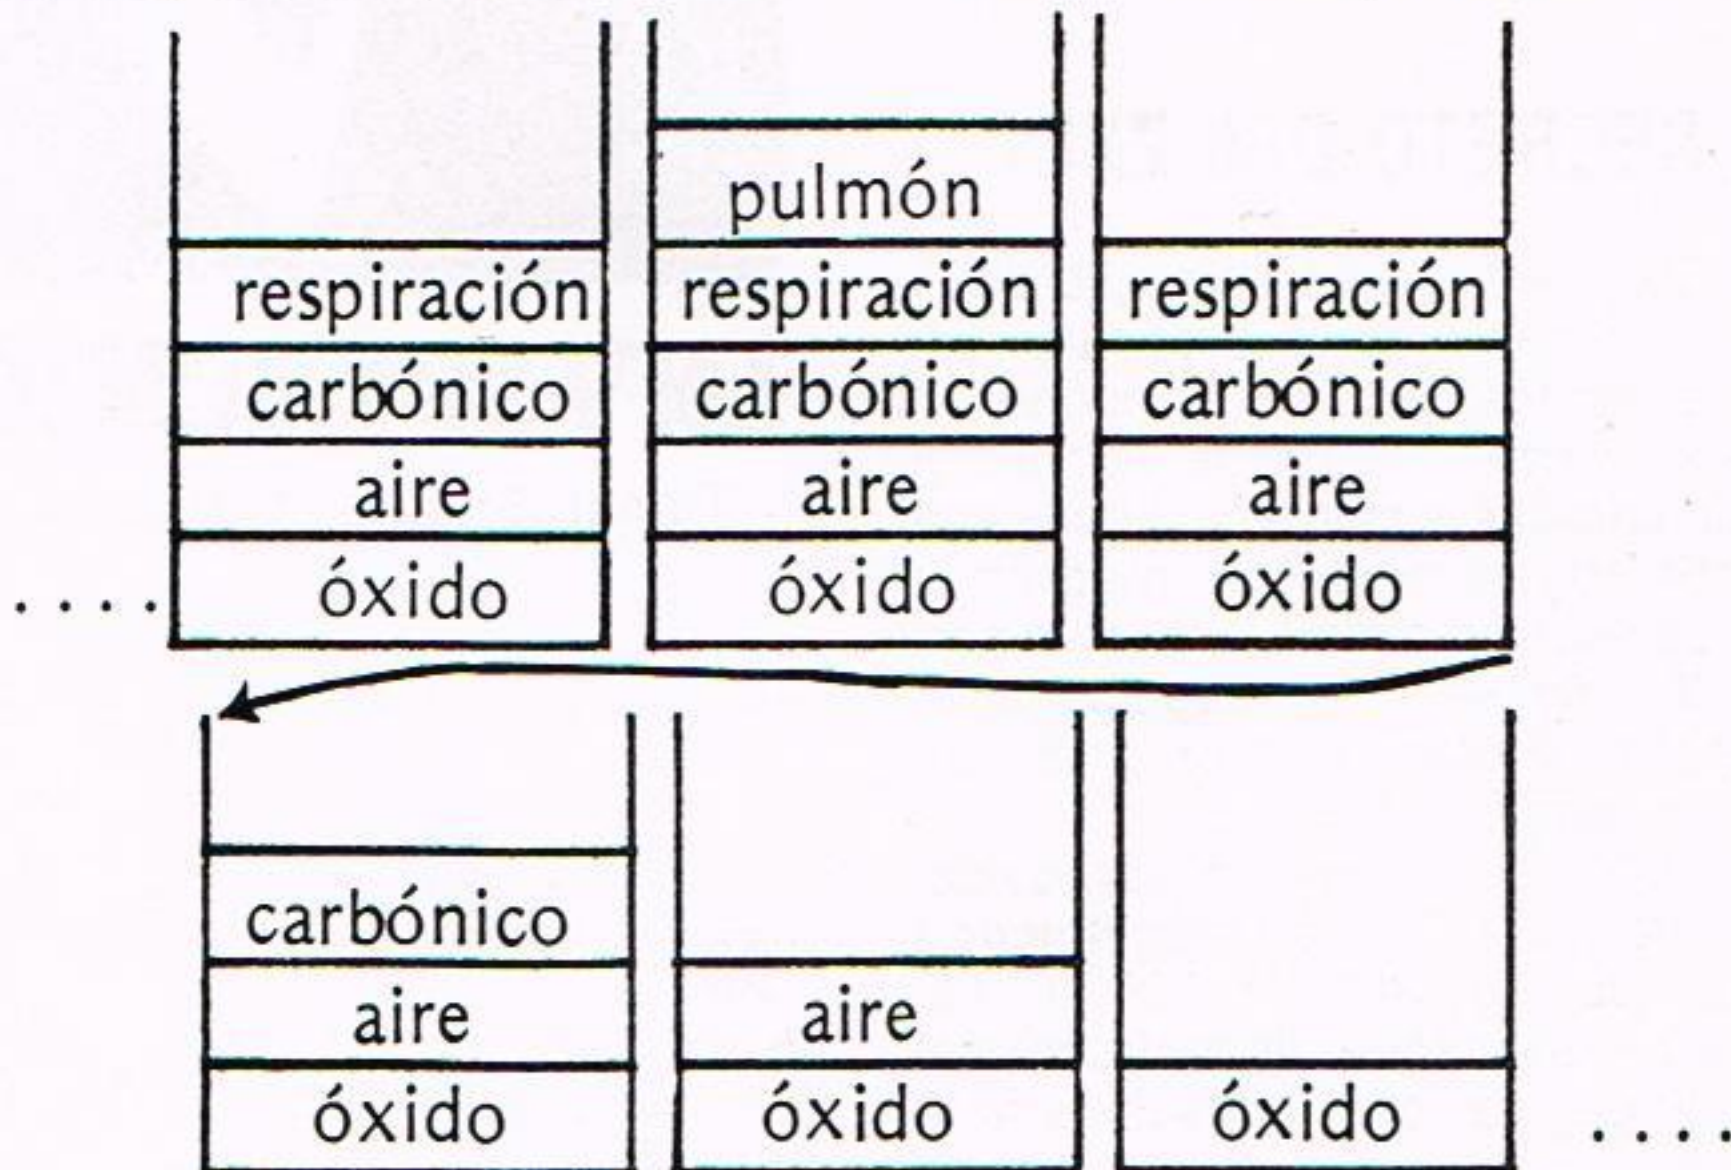 pulmón
respiración respiración respiración
carbónico carbónico carbónico
aire aire aire
.... óxido óxido óxido
carbónico
aire aire
óxido óxido óxido ....